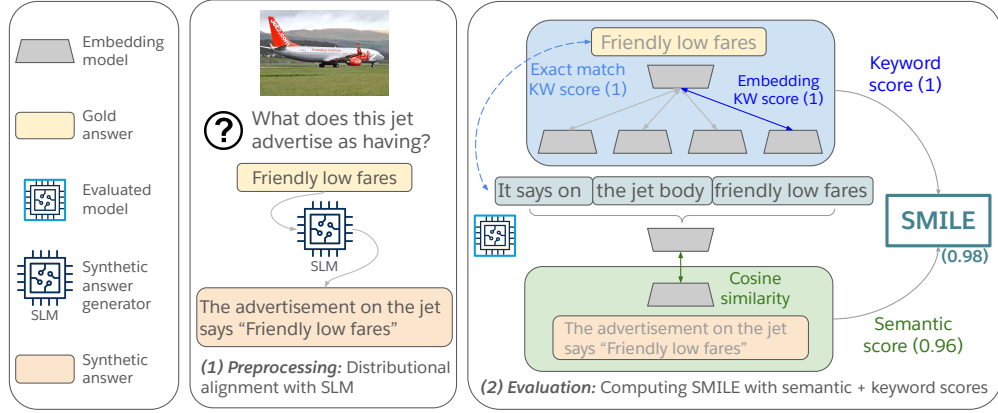 Embedding
model
Gold
answer
Evaluated
model
Synthetic
answer
generator
SLM
Synthetic
answer
Jet2.com
?
What does this jet
advertise as having?
Friendly low fares
SLM
The advertisement on the jet
says “Friendly low fares”
(1) Preprocessing: Distributional
alignment with SLM
Friendly low fares
Exact match
KW score (1)
Embedding
KW score (1)
Keyword
score (1)
It says on the jet body friendly low fares
SMILE
(0.98)
Cosine
similarity
The advertisement on the jet
says “Friendly low fares”
Semantic
score (0.96)
(2) Evaluation: Computing SMILE with semantic + keyword scores